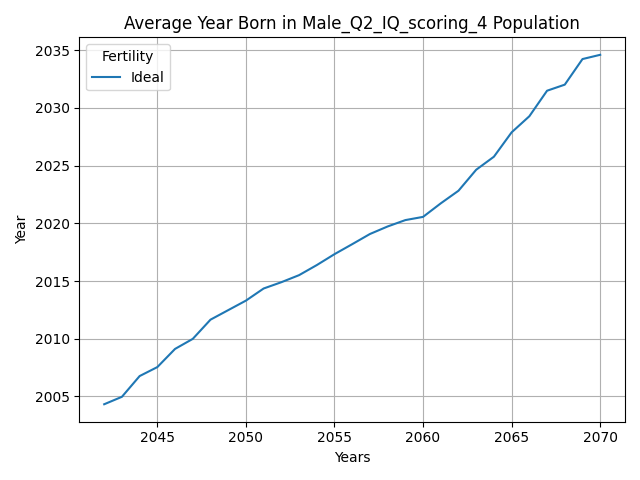 Average Year Born in Male_Q2_IQ_scoring_4 Population
Fertility
Ideal
Year
2035
2030
2025
2020
2015
2010
2005
2045 2050 2055 2060 2065 2070
Years